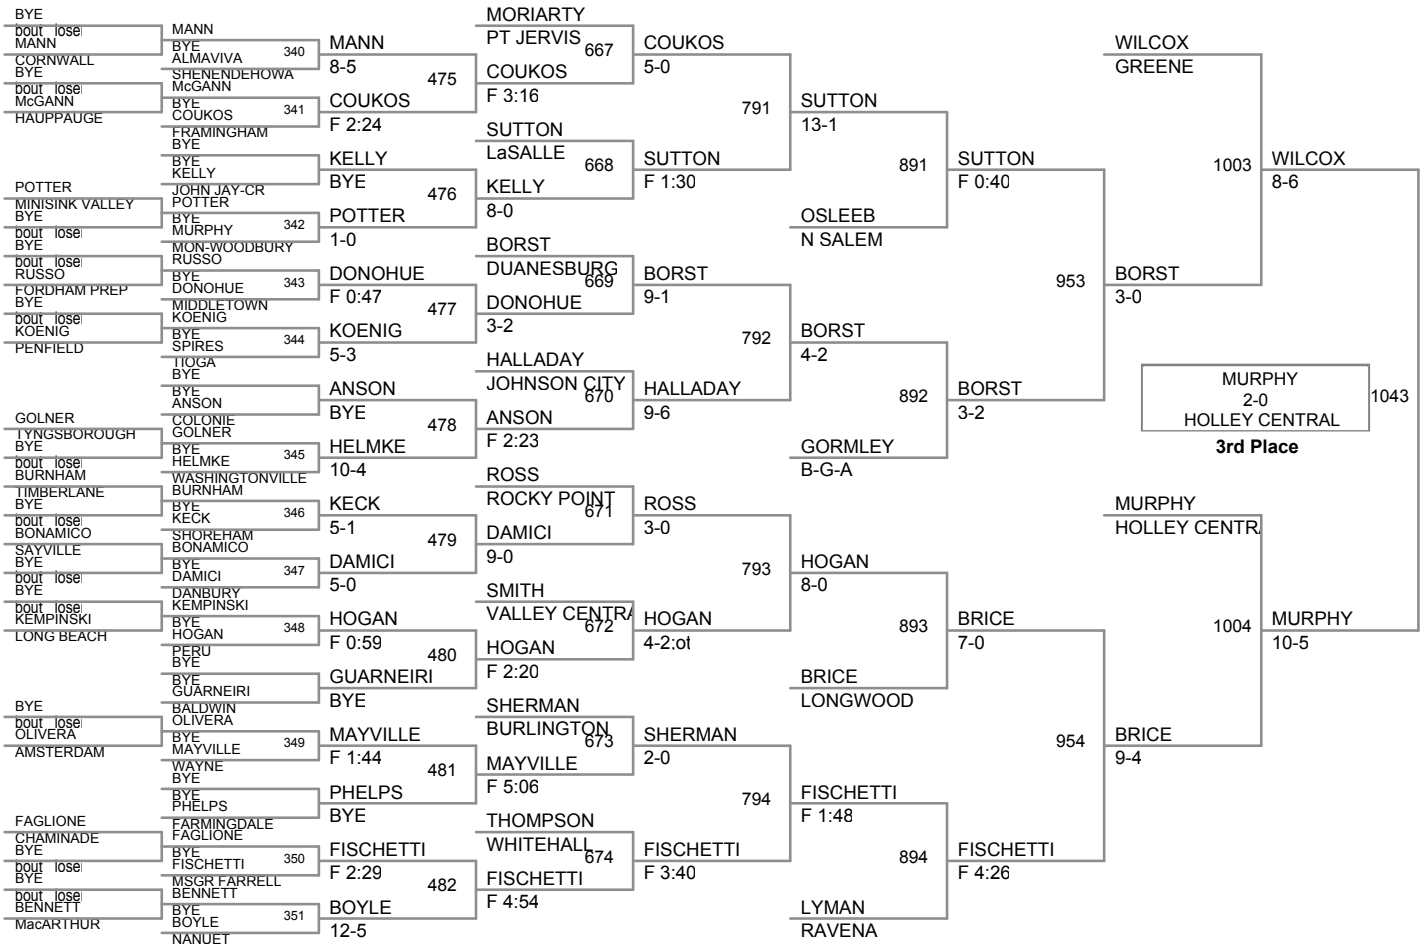 BYE
bout loser
MANN
CORNWALL
BYE
bout loser
McGANN
HAUPPAUGE
POTTER
MINISINK VALLEY
BYE
bout loser
BYE
bout loser
RUSSO
FORDHAM PREP
BYE
bout loser
KOENIG
PENFIELD
GOLNER
TYNGSBOROUGH
BYE
bout loser
BURNHAM
TIMBERLANE
BYE
bout loser
BONAMICO
SAYVILLE
BYE
bout loser
BYE
bout loser
KEMPINSKI
LONG BEACH
BYE
bout loser
OLIVERA
AMSTERDAM
FAGLIONE
CHAMINADE
BYE
bout loser
BYE
bout loser
BENNETT
MacARTHUR
MANN
BYE
340
ALMAVIVA
SHENENDEHOWA
McGANN
BYE
341
COUKOS
FRAMINGHAM
BYE
BYE
KELLY
JOHN JAY-CR
POTTER
BYE
342
MURPHY
MON-WOODBURY
RUSSO
BYE
343
DONOHUE
MIDDLETOWN
KOENIG
BYE
344
SPIRES
TIOGA
BYE
BYE
ANSON
COLONIE
GOLNER
BYE
345
HELMKE
WASHINGTONVILLE
BURNHAM
BYE
346
KECK
SHOREHAM
BONAMICO
BYE
347
DAMICI
DANBURY
KEMPINSKI
BYE
348
HOGAN
PERU
BYE
BYE
GUARNEIRI
BALDWIN
OLIVERA
BYE
349
MAYVILLE
WAYNE
BYE
BYE
PHELPS
FARMINGDALE
FAGLIONE
BYE
350
FISCHETTI
MSGR FARRELL
BENNETT
BYE
351
BOYLE
NANUET
MANN
8-5
475
COUKOS
F 2:24
KELLY
BYE
476
POTTER
1-0
DONOHUE
F 0:47
477
KOENIG
5-3
ANSON
BYE
478
HELMKE
10-4
KECK
5-1
479
DAMICI
5-0
HOGAN
F 0:59
480
GUARNEIRI
BYE
MAYVILLE
F 1:44
481
PHELPS
BYE
FISCHETTI
F 2:29
482
BOYLE
12-5
MORIARTY
PT JERVIS
667
COUKOS
F 3:16
SUTTON
LaSALLE
668
KELLY
8-0
BORST
DUANESBURG
669
DONOHUE
3-2
HALLADAY
JOHNSON CITY
670
ANSON
F 2:23
ROSS
ROCKY POINT
671
DAMICI
9-0
SMITH
VALLEY CENTRA
672
HOGAN
F 2:20
SHERMAN
BURLINGTON
673
MAYVILLE
F 5:06
THOMPSON
WHITEHALL
674
FISCHETTI
F 4:54
COUKOS
5-0
791
SUTTON
F 1:30
BORST
9-1
792
HALLADAY
9-6
ROSS
3-0
793
HOGAN
4-2:ot
SHERMAN
2-0
794
FISCHETTI
F 3:40
SUTTON
13-1
891
OSLEEB
N SALEM
BORST
4-2
892
GORMLEY
B-G-A
HOGAN
8-0
893
BRICE
LONGWOOD
FISCHETTI
F 1:48
894
LYMAN
RAVENA
SUTTON
F 0:40
953
BORST
3-2
BRICE
7-0
954
FISCHETTI
F 4:26
WILCOX
GREENE
1003
BORST
3-0
MURPHY
2-0
HOLLEY CENTRAL
1043
3rd Place
MURPHY
HOLLEY CENTRA
1004
BRICE
9-4
WILCOX
8-6
MURPHY
10-5